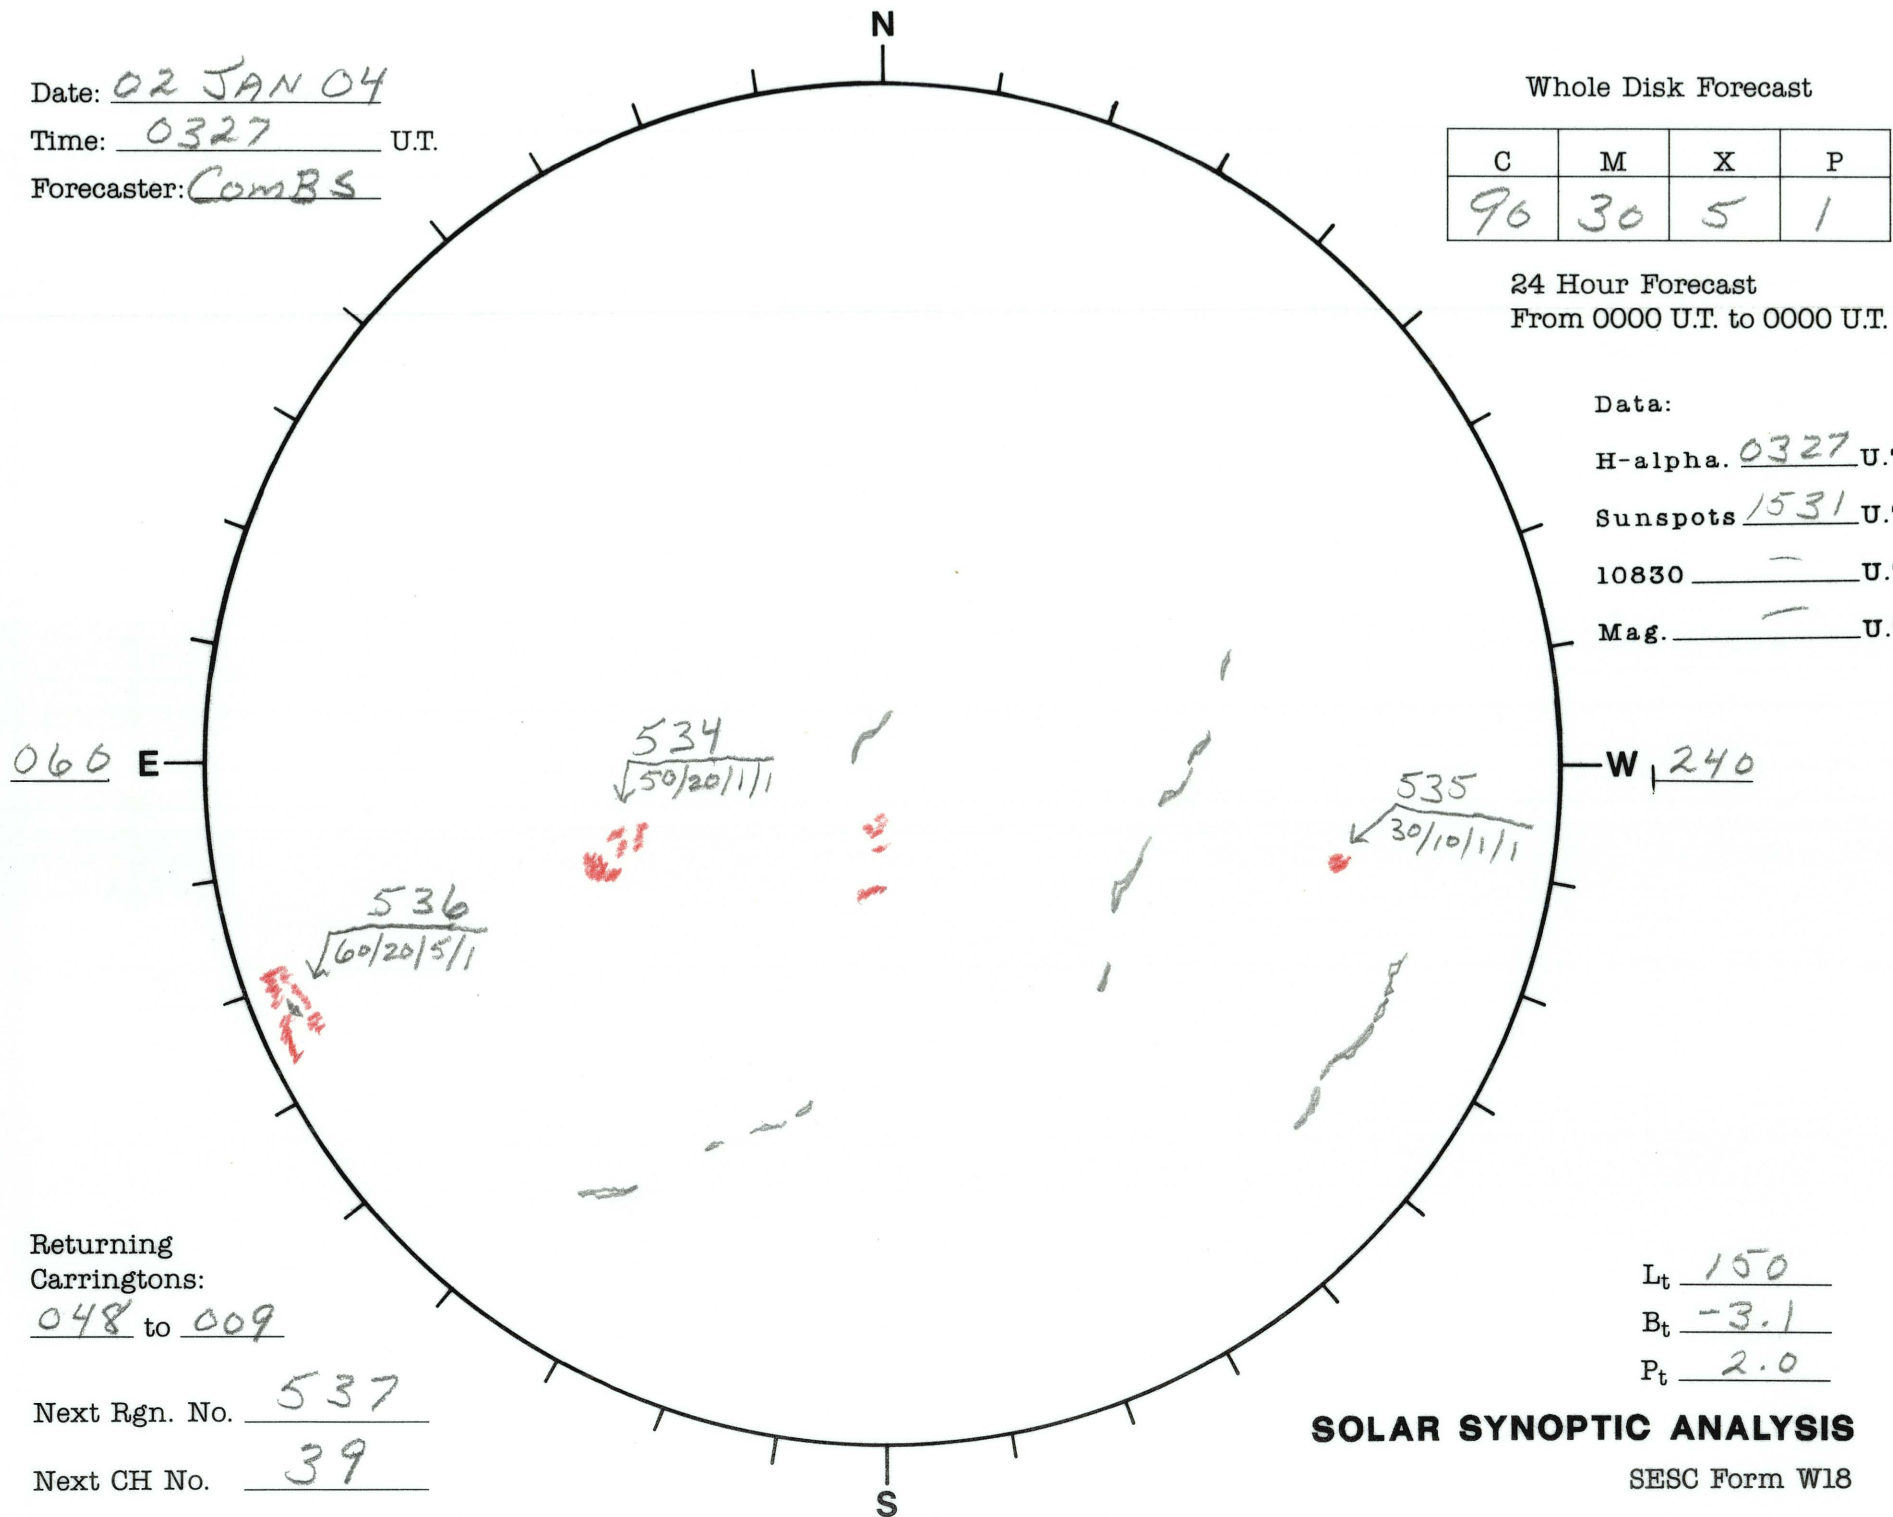 N
Date: 02 JAN 04
Time: 0327 U.T.
Forecaster: ComBS
Whole Disk Forecast
C M X P
90 30 5 1
24 Hour Forecast
From 0000 U.T. to 0000 U.T.
Data:
H-alpha. 0327 U.T
Sunspots 1531 U.T
10830 — U.T
Mag. — U.
534
50/20/1/1
060 E
W 240
535
30/10/1/1
536
60/20/5/1
Returning
Carringtons:
048 to 009
Next Rgn. No. 537
Next CH No. 39
Lt 150
Bt -3.1
Pt 2.0
SOLAR SYNOPTIC ANALYSIS
SESC Form W18
S